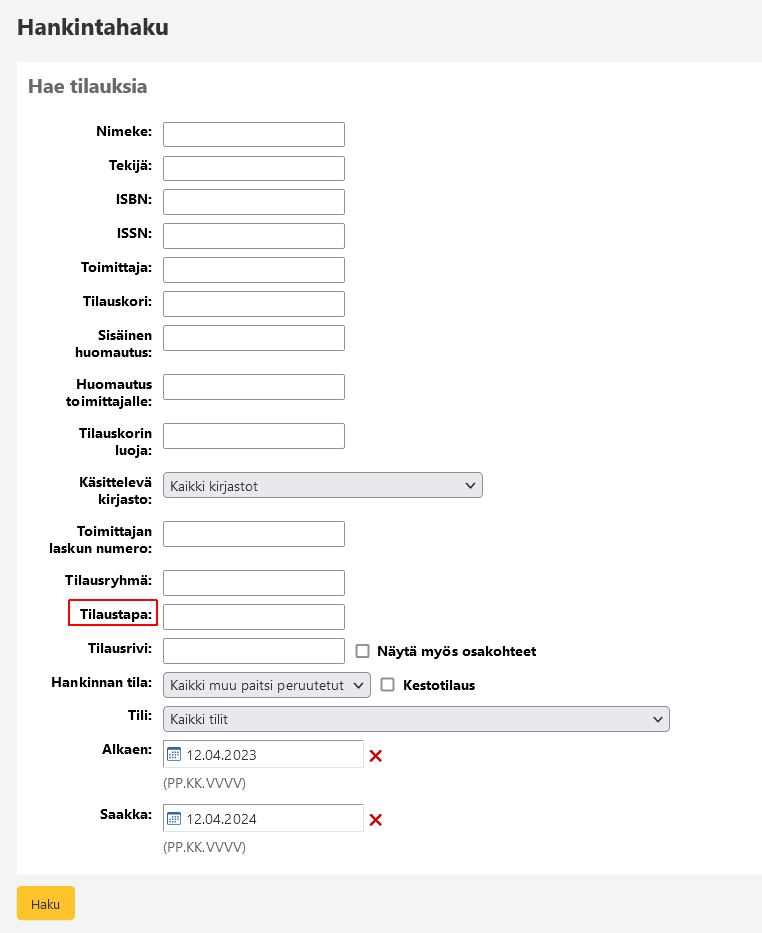 Hankintahaku
Hae tilauksia
Nimeke:
Tekijä:
ISBN:
ISSN:
Toimittaja:
Tilauskori:
Sisäinen
huomautus:
Huomautus
toimittajalle:
Tilauskorin
luoja:
Käsittelevä
kirjasto:
Kaikki kirjastot
Toimittajan
laskun numero:
Tilausryhmä:
Tilaustapa:
Tilausrivi:
Näytä myös osakohteet
Hankinnan tila:
Kaikki muu paitsi peruutetut
Kestotilaus
Tili:
Kaikki tilit
Alkaen:
12.04.2023
(PP.KK.VVVV)
Saakka:
12.04.2024
(PP.KK.VVVV)
Haku